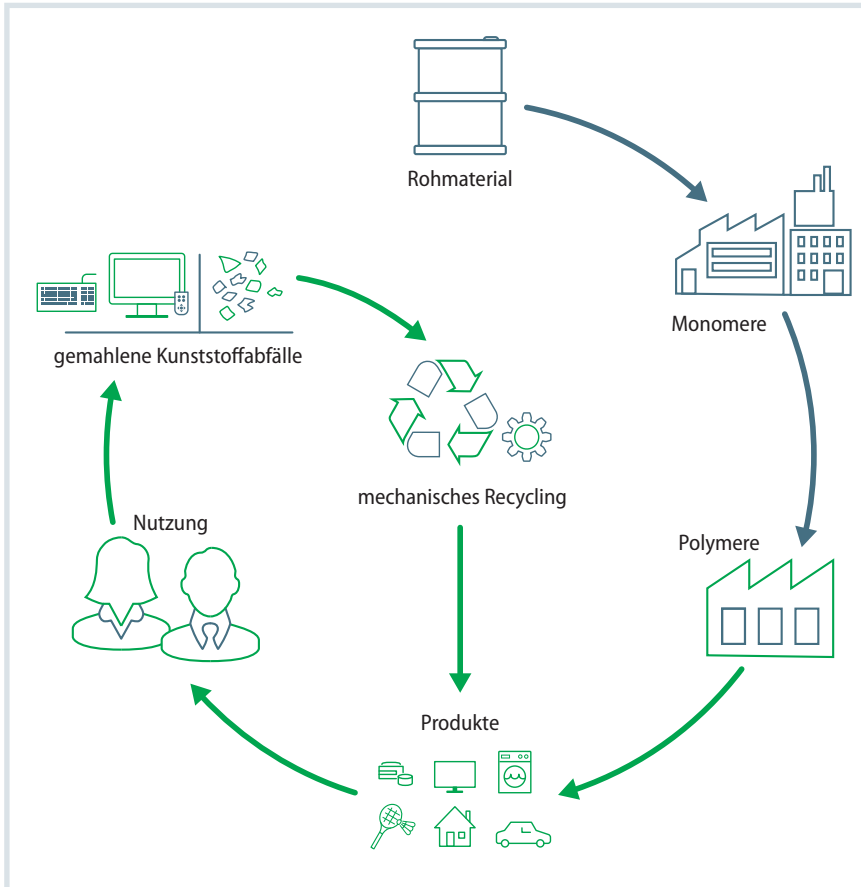 Rohmaterial
Monomere
gemahlene Kunststoffabfälle
mechanisches Recycling
Nutzung
Polymere
Produkte